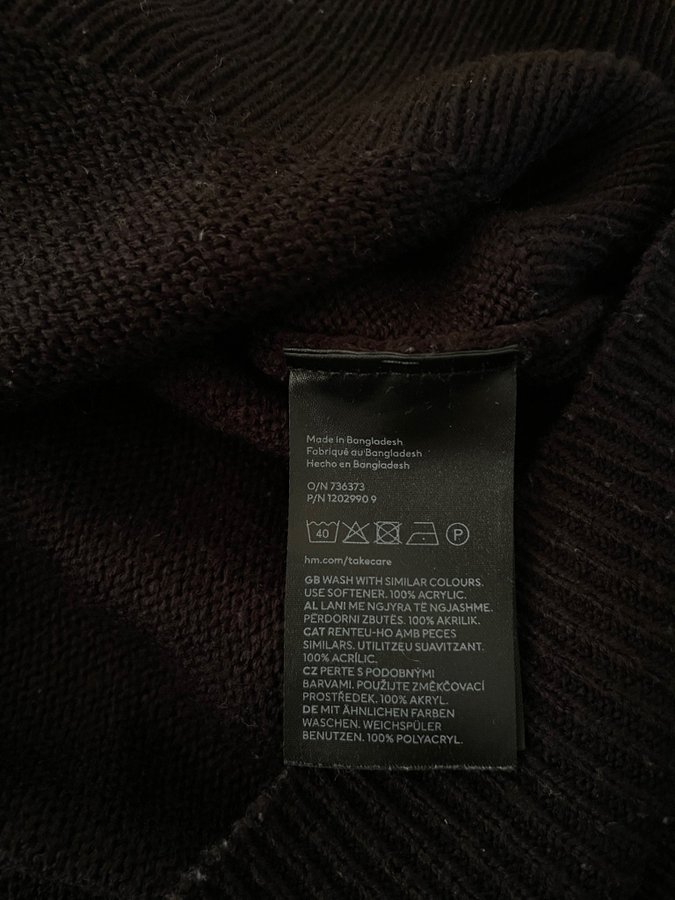 Made in Bangladesh
Fabriqué au Bangladesh
Hecho en Bangladesh
O/N 736373
P/N 1202990 9
40 P
hm.com/takecare
GB WASH WITH SIMILAR COLOURS.
USE SOFTENER. 100% ACRYLIC.
AL LANI ME NGJYRA TË NGJASHME.
PËRDORNI ZBUTËS. 100% AKRILIK.
CAT RENTEU-HO AMB PECES
SIMILARS. UTILITZEU SUAVITZANT.
100% ACRÍLIC.
CZ PERTE S PODOBNÝMI
BARVAMI. POUŽIJTE ZMĚKČOVACÍ
PROSTŘEDEK. 100% AKRYL.
DE MIT ÄHNLICHEN FARBEN
WASCHEN. WEICHSPÜLER
BENUTZEN. 100% POLYACRYL.